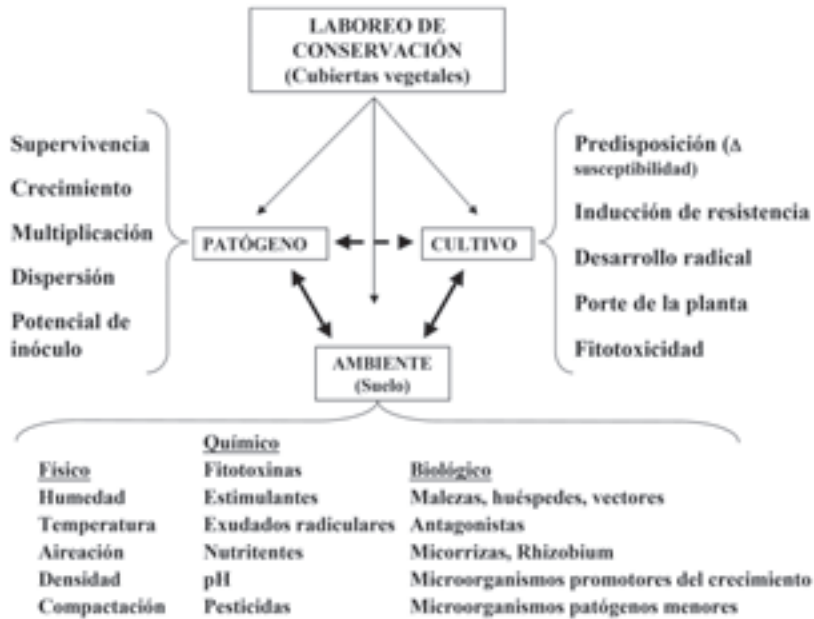 LABOREO DE
CONSERVACIÓN
(Cubiertas vegetales)
Supervivencia
Crecimiento
Multiplicación
Dispersión
Potencial de
inóculo
PATÓGENO
CULTIVO
Predisposición (Δ
susceptibilidad)
Inducción de resistencia
Desarrollo radical
Porte de la planta
Fitotoxicidad
AMBIENTE
(Suelo)
Físico
Humedad
Temperatura
Aireación
Densidad
Compactación
Químico
Fitotoxinas
Estimulantes
Exudados radiculares
Nutritentes
pH
Pesticidas
Biológico
Malezas, huéspedes, vectores
Antagonistas
Micorrizas, Rhizobium
Microorganismos promotores del crecimiento
Microorganismos patógenos menores